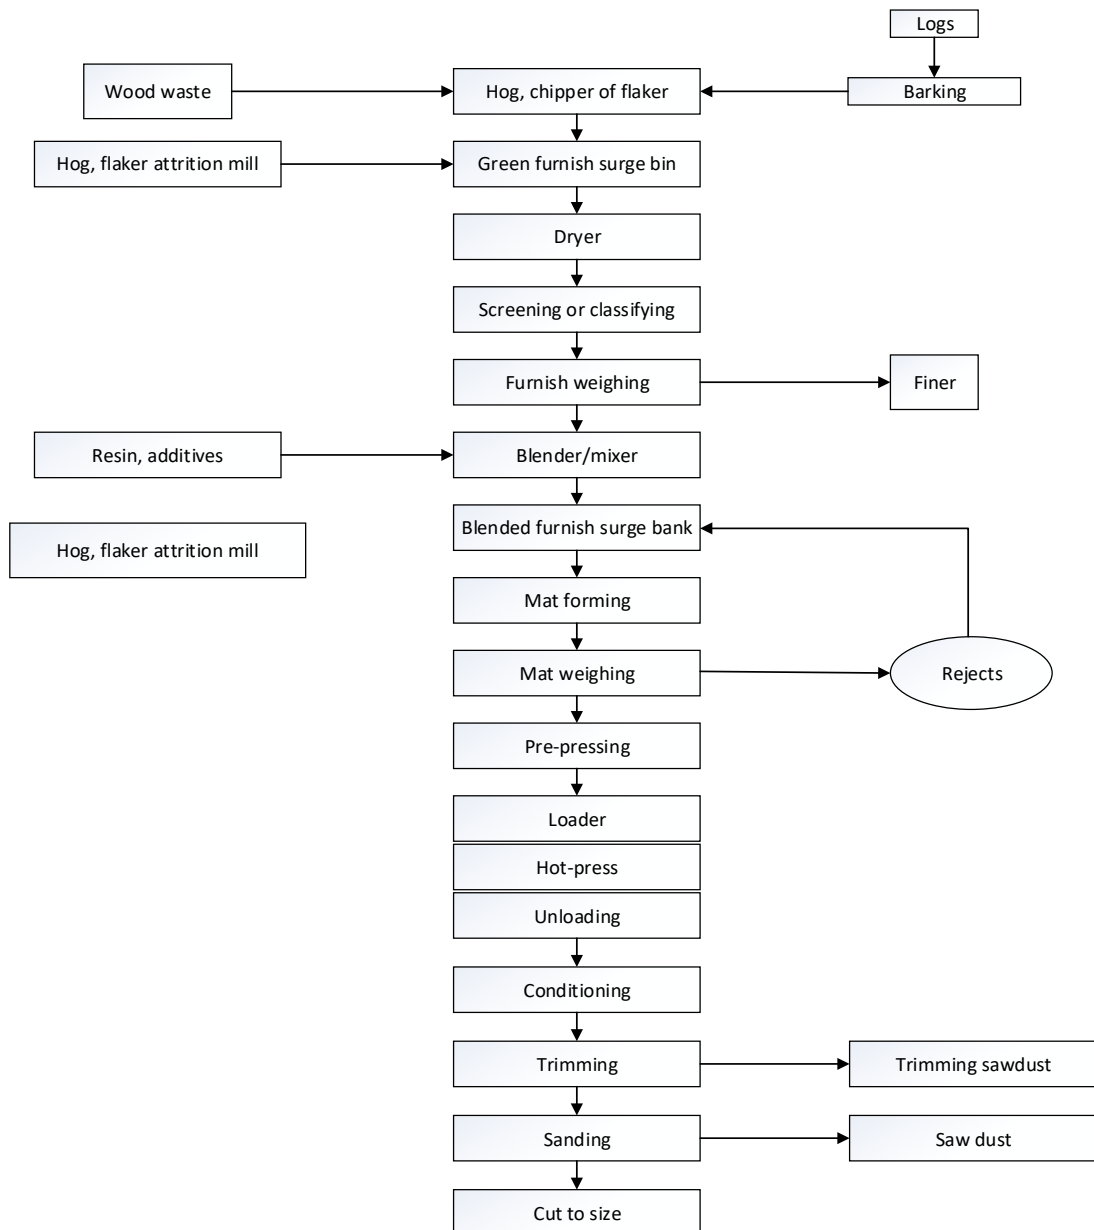 Logs
Wood waste
Hog, chipper of flaker
Barking
Hog, flaker attrition mill
Green furnish surge bin
Dryer
Screening or classifying
Furnish weighing
Finer
Resin, additives
Blender/mixer
Blended furnish surge bank
Hog, flaker attrition mill
Mat forming
Mat weighing
Rejects
Pre-pressing
Loader
Hot-press
Unloading
Conditioning
Trimming
Trimming sawdust
Sanding
Saw dust
Cut to size